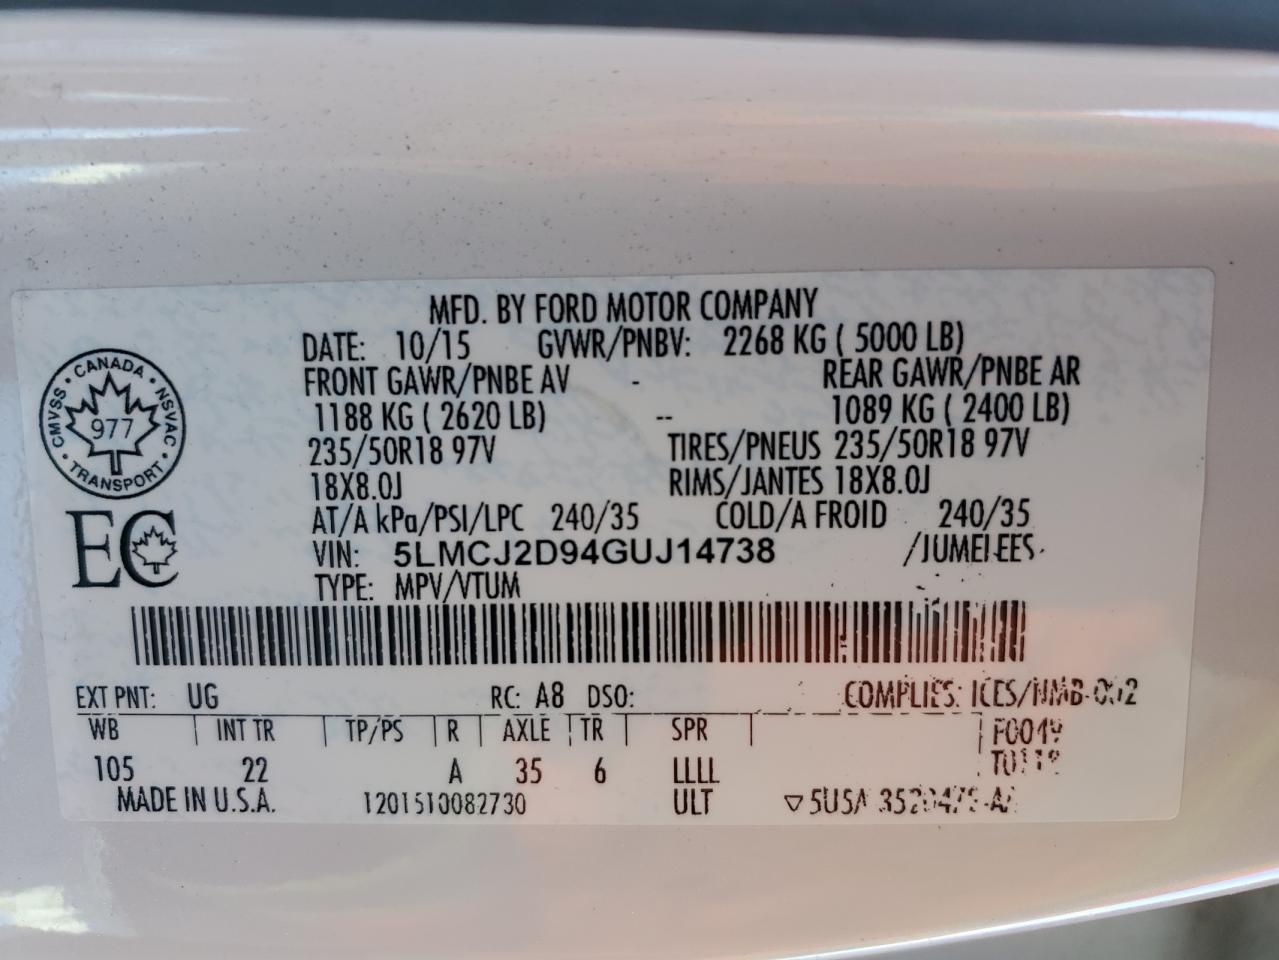 MFD. BY FORD MOTOR COMPANY
DATE: 10/15 GVWR/PNBV: 2268 KG ( 5000 LB)
FRONT GAWR/PNBE AV - REAR GAWR/PNBE AR
1188 KG ( 2620 LB) -- 1089 KG ( 2400 LB)
235/50R18 97V TIRES/PNEUS 235/50R18 97V
18X8.0J RIMS/JANTES 18X8.0J
AT/A kPa/PSI/LPC 240/35 COLD/A FROID 240/35
VIN: 5LMCJ2D94GUJ14738 /JUMELEES
TYPE: MPV/VTUM
CANADA
CMVSS NSVAC
977
TRANSPORT
EC
EXT PNT: UG RC: A8 DSO: COMPLIES:
WB INT TR TP/PS R AXLE TR SPR
105 22 A 35 6 LLLL
MADE IN U.S.A. 1201510082730 ULT